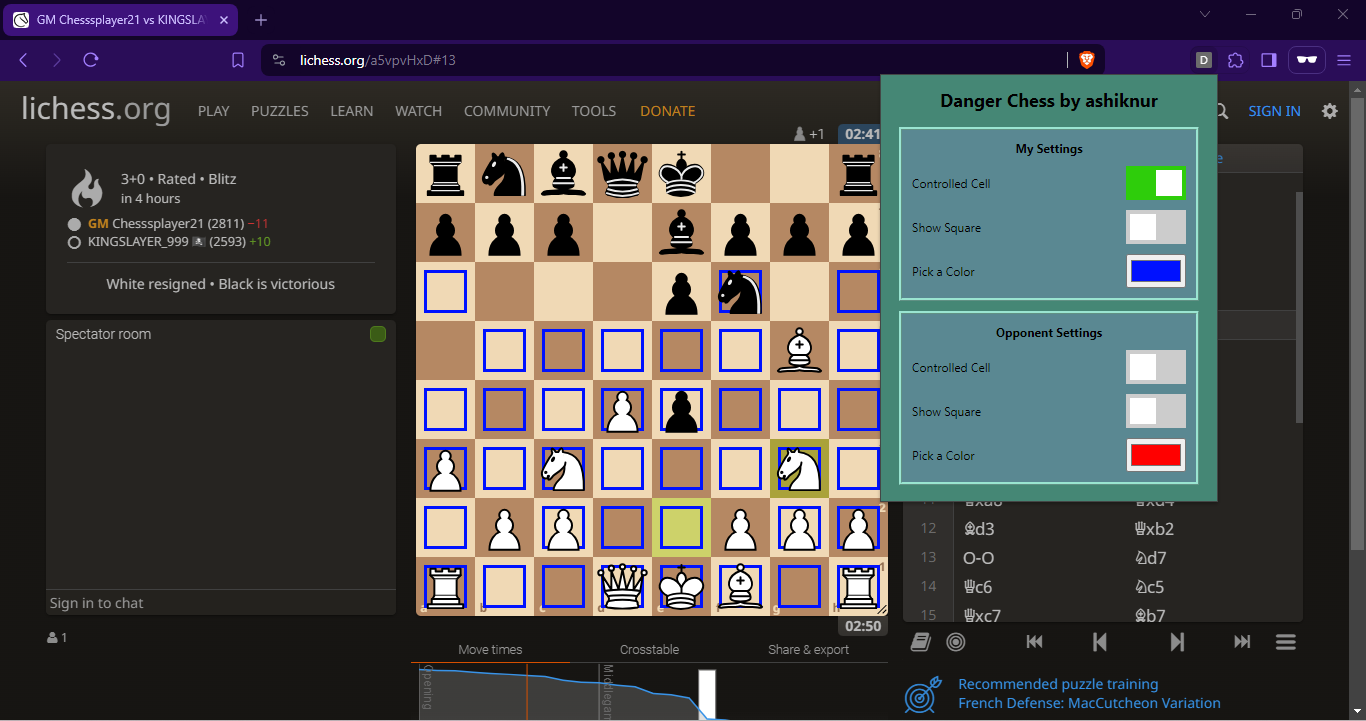 GM Chesssplayer21 vs KINGSLA
lichess.org/a5vpvHxD#13
D
lichess.org
PLAY
PUZZLES
LEARN
WATCH
COMMUNITY
TOOLS
DONATE
SIGN IN
3+0 • Rated • Blitz
in 4 hours
GM Chesssplayer21 (2811) −11
KINGSLAYER_999 (2593) +10
White resigned • Black is victorious
Spectator room
Sign in to chat
1
+1
02:41
2
1
a
b
c
d
e
f
g
h
02:50
Danger Chess by ashiknur
My Settings
Controlled Cell
Show Square
Pick a Color
Opponent Settings
Controlled Cell
Show Square
Pick a Color
12 ♗d3 ♕xb2
13 O-O ♘d7
14 ♕c6 ♘c5
15 ♕xc7 ♗b7
Move times
Crosstable
Share & export
Opening
Middlegam
Recommended puzzle training
French Defense: MacCutcheon Variation